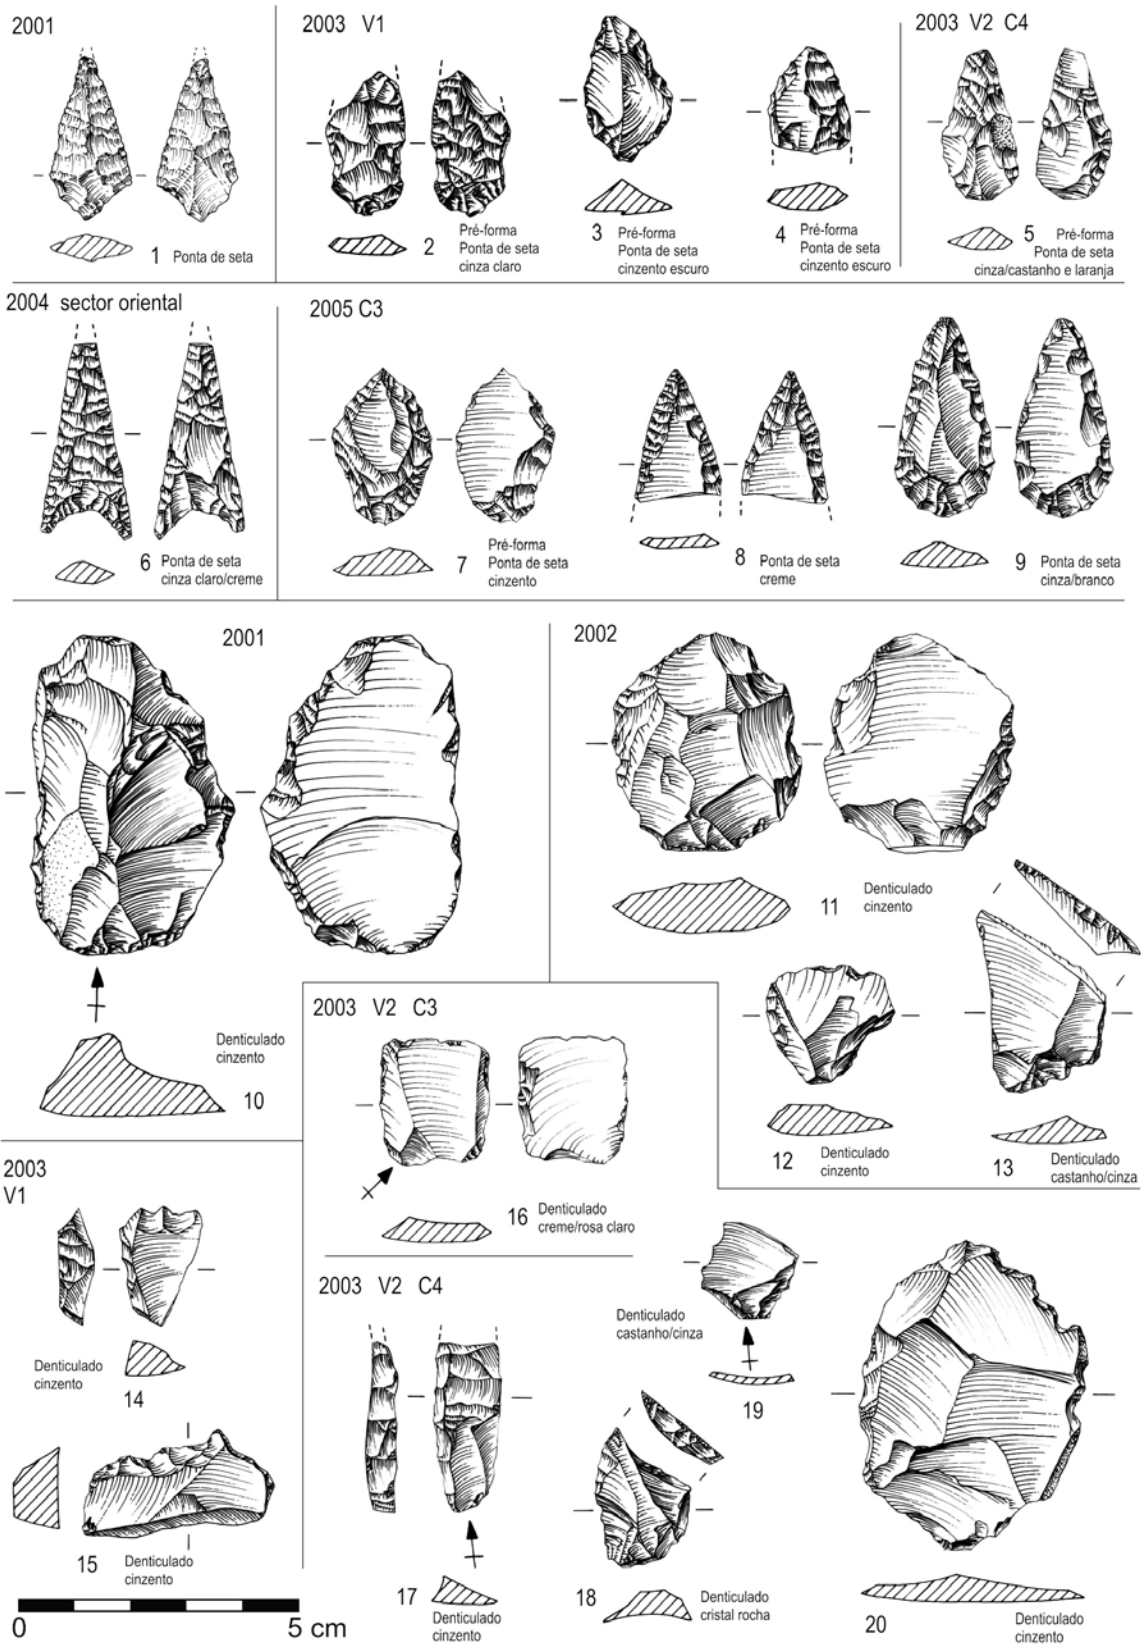 2001
1 Ponta de seta
2003 V1
2 Pré-forma
Ponta de seta
cinza claro
3 Pré-forma
Ponta de seta
cinzento escuro
4 Pré-forma
Ponta de seta
cinzento escuro
2003 V2 C4
5 Pré-forma
Ponta de seta
cinza/castanho e laranja
2004 sector oriental
6 Ponta de seta
cinza claro/creme
2005 C3
7 Pré-forma
Ponta de seta
cinzento
8 Ponta de seta
creme
9 Ponta de seta
cinza/branco
2001
Denticulado
cinzento
10
2002
11 Denticulado
cinzento
12 Denticulado
cinzento
13 Denticulado
castanho/cinza
2003
V1
Denticulado
cinzento
14
15 Denticulado
cinzento
2003 V2 C3
16 Denticulado
creme/rosa claro
2003 V2 C4
17 Denticulado
cinzento
18 Denticulado
cristal rocha
Denticulado
castanho/cinza
19
20 Denticulado
cinzento
0 5 cm